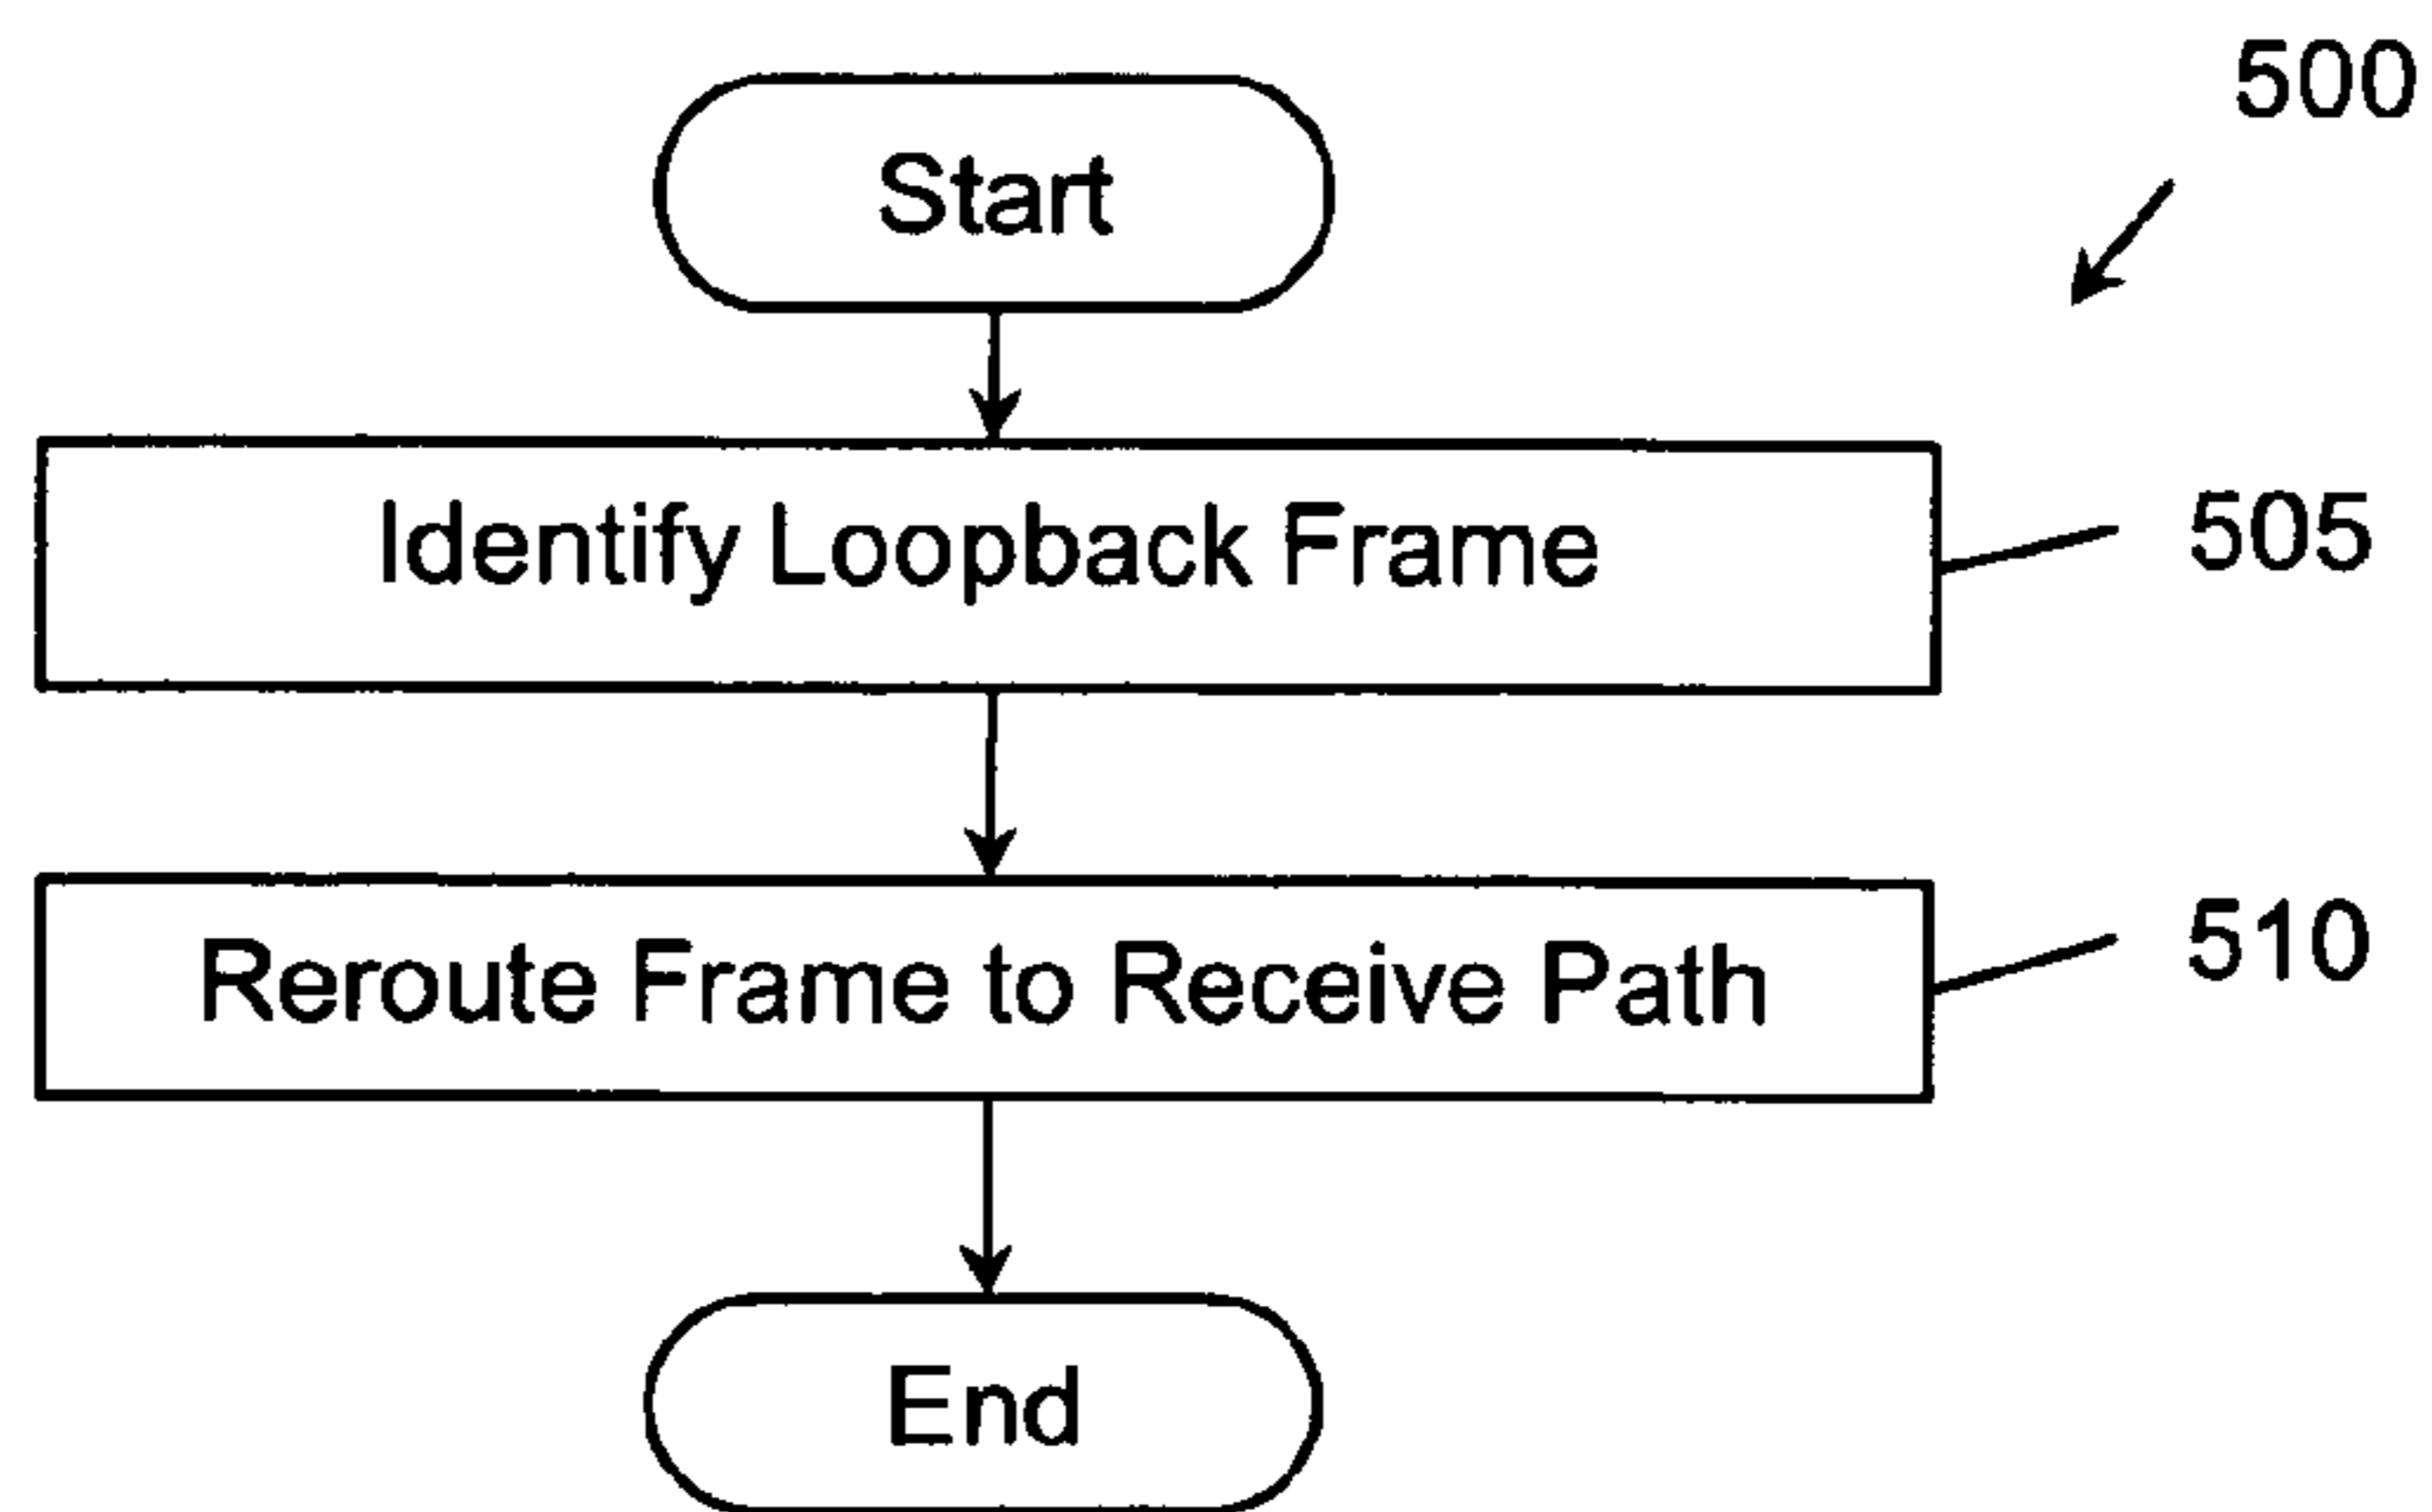 500
Start
Identify Loopback Frame
505
Reroute Frame to Receive Path
510
End